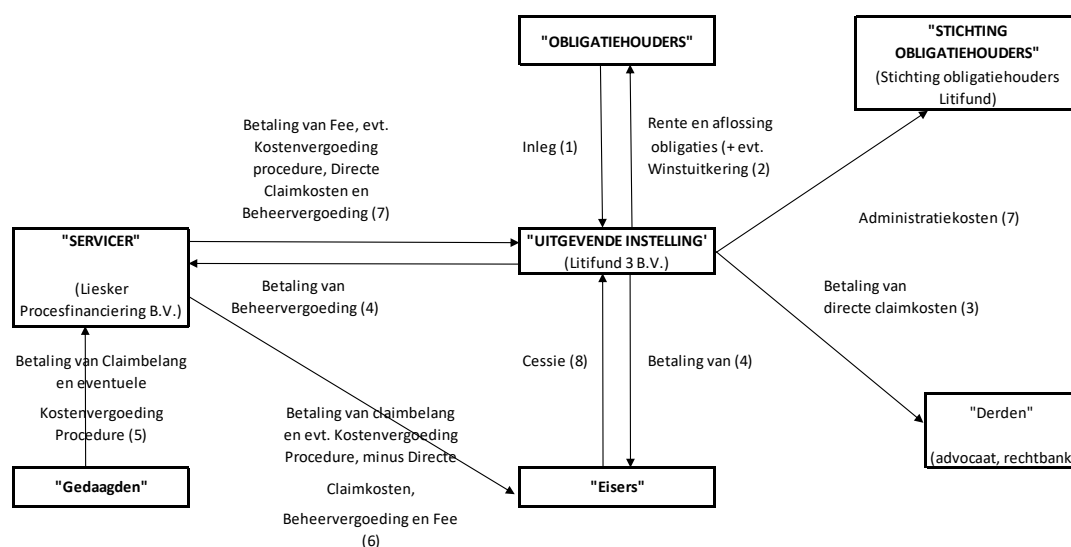 "OBLIGATIEHOUDERS"
"STICHTING
OBLIGATIEHOUDERS"
(Stichting obligatiehouders
Litifund)
Betaling van Fee, evt.
Kostenvergoeding
procedure, Directe
Claimkosten en
Beheervergoeding (7)
Inleg (1)
Rente en aflossing
obligaties (+ evt.
Winstuitkering (2)
Administratiekosten (7)
"SERVICER"
(Liesker
Procesfinanciering B.V.)
"UITGEVENDE INSTELLING'
(Litifund 3 B.V.)
Betaling van
Beheervergoeding (4)
Betaling van
directe claimkosten (3)
Betaling van Claimbelang
en eventuele
Kostenvergoeding
Procedure (5)
Cessie (8)
Betaling van (4)
Betaling van claimbelang
en evt. Kostenvergoeding
Procedure, minus Directe
Claimkosten,
Beheervergoeding en Fee
(6)
"Derden"
(advocaat, rechtbank
"Gedaagden"
"Eisers"